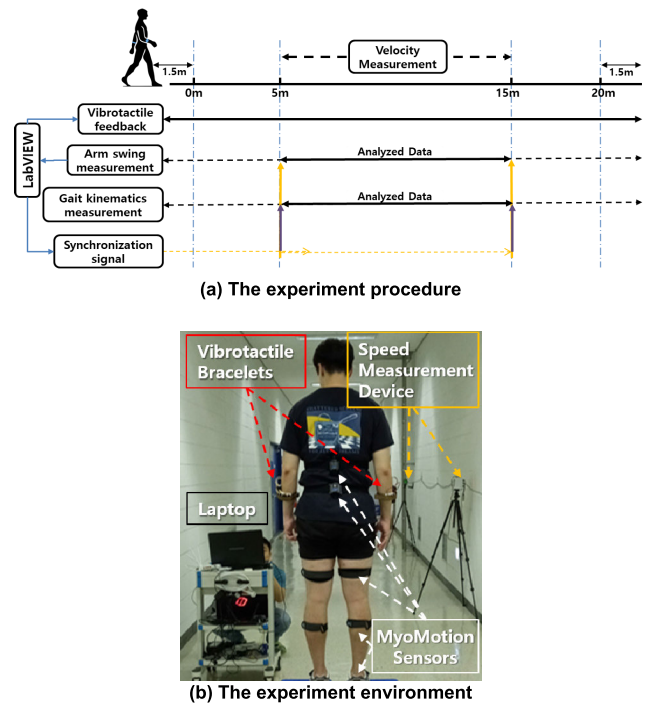 Velocity
Measurement
1.5m
1.5m
0m
5m
15m
20m
Vibrotactile
feedback
LabVIEW
Arm swing
measurement
Analyzed Data
Gait kinematics
measurement
Analyzed Data
Synchronization
signal
(a) The experiment procedure
Vibrotactile
Bracelets
Speed
Measurement
Device
Laptop
MyoMotion
Sensors
(b) The experiment environment